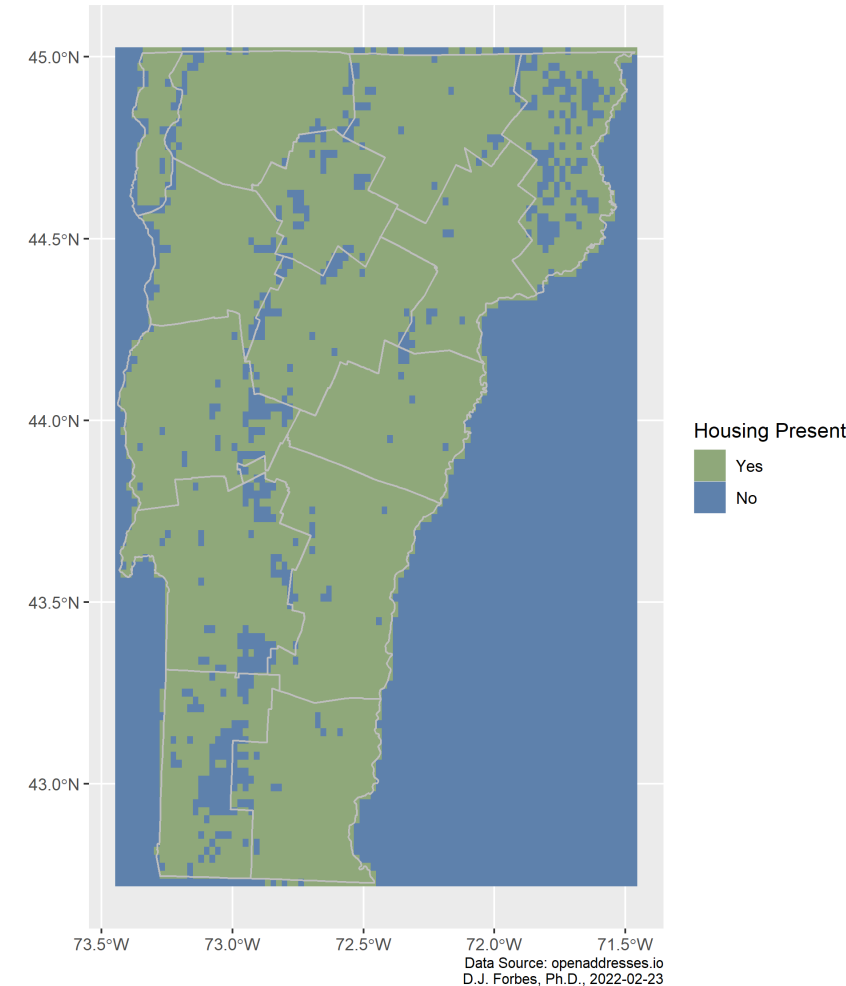 45.0°N
44.5°N
44.0°N
43.5°N
43.0°N
73.5°W 73.0°W 72.5°W 72.0°W 71.5°W
Housing Present
Yes
No
Data Source: openaddresses.io
D.J. Forbes, Ph.D., 2022-02-23